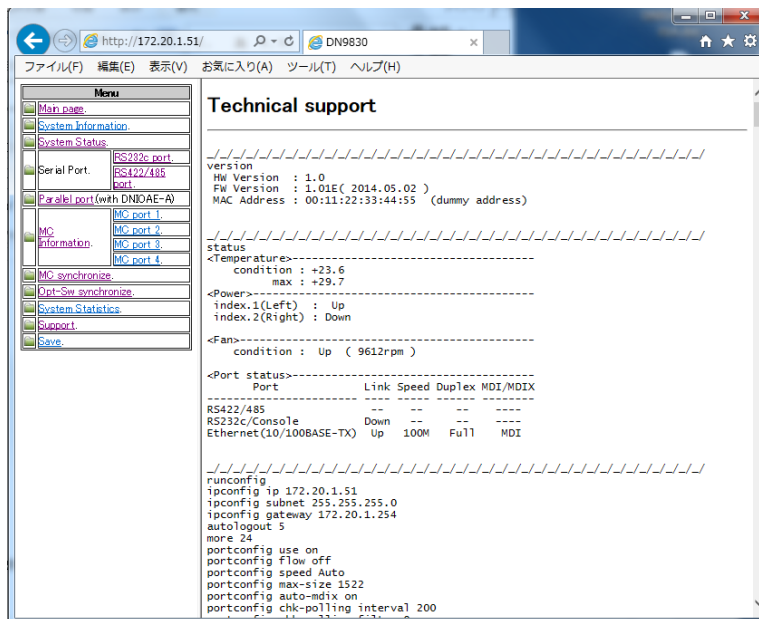 http://172.20.1.51/
DN9830
ファイル(F) 編集(E) 表示(V) お気に入り(A) ツール(T) ヘルプ(H)
Menu
Main page.
System Information.
System Status.
Serial Port.
RS232c port.
RS422/485
port.
Parallel port(with DNIOAE-A)
MC
Information.
MC port 1.
MC port 2.
MC port 3.
MC port 4.
MC synchronize.
Opt-Sw synchronize.
System Statistics.
Support.
Save.
Technical support
_/_/_/_/_/_/_/_/_/_/_/_/_/_/_/_/_/_/_/_/_/_/_/_/_/_/_/_/_/_/_/_/_/_/_/_/_/
version
HW Version : 1.0
FW Version : 1.01E( 2014.05.02 )
MAC Address : 00:11:22:33:44:55 (dummy address)
_/_/_/_/_/_/_/_/_/_/_/_/_/_/_/_/_/_/_/_/_/_/_/_/_/_/_/_/_/_/_/_/_/_/_/_/_/
status
<Temperature>-------------------------------------
condition : +23.6
max : +29.7
<Power>-------------------------------------------
index.1(Left) : Up
index.2(Right) : Down
<Fan>---------------------------------------------
condition : Up ( 9612rpm )
<Port status>-------------------------------------
Port Link Speed Duplex MDI/MDIX
----------------------- ---- ----- ------ --------
RS422/485 -- -- -- ----
RS232c/Console Down -- -- ----
Ethernet(10/100BASE-TX) Up 100M Full MDI
_/_/_/_/_/_/_/_/_/_/_/_/_/_/_/_/_/_/_/_/_/_/_/_/_/_/_/_/_/_/_/_/_/_/_/_/_/
runconfig
ipconfig ip 172.20.1.51
ipconfig subnet 255.255.255.0
ipconfig gateway 172.20.1.254
autologout 5
more 24
portconfig use on
portconfig flow off
portconfig speed Auto
portconfig max-size 1522
portconfig auto-mdix on
portconfig chk-polling interval 200